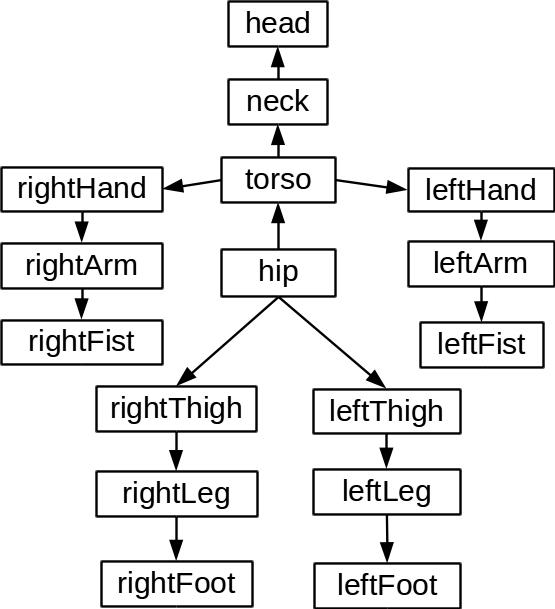 head
neck
torso
rightHand
leftHand
rightArm
leftArm
hip
rightFist
leftFist
rightThigh
leftThigh
rightLeg
leftLeg
rightFoot
leftFoot